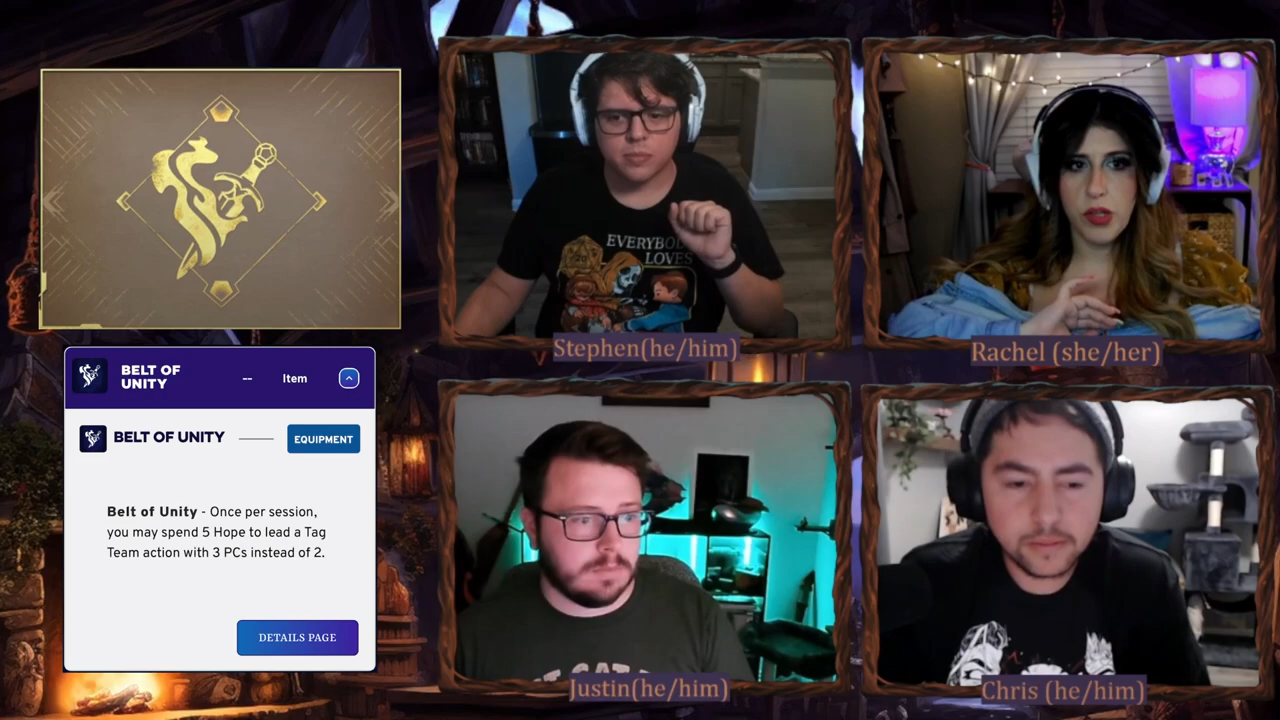 BELT OF
UNITY
--
Item
BELT OF UNITY
EQUIPMENT
Belt of Unity - Once per session,
you may spend 5 Hope to lead a Tag
Team action with 3 PCs instead of 2.
DETAILS PAGE
EVERYBO
LOVES
Stephen(he/him)
Rachel (she/her)
Justin(he/him)
Chris (he/him)